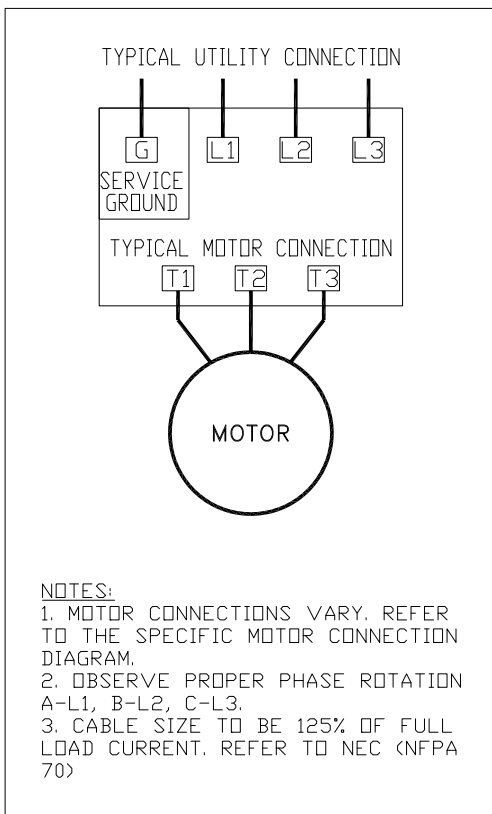 TYPICAL UTILITY CONNECTION
G L1 L2 L3
SERVICE
GROUND
TYPICAL MOTOR CONNECTION
T1 T2 T3
MOTOR
NOTES:
1. MOTOR CONNECTIONS VARY. REFER
TO THE SPECIFIC MOTOR CONNECTION
DIAGRAM.
2. OBSERVE PROPER PHASE ROTATION
A-L1, B-L2, C-L3.
3. CABLE SIZE TO BE 125% OF FULL
LOAD CURRENT. REFER TO NEC (NFPA
70)